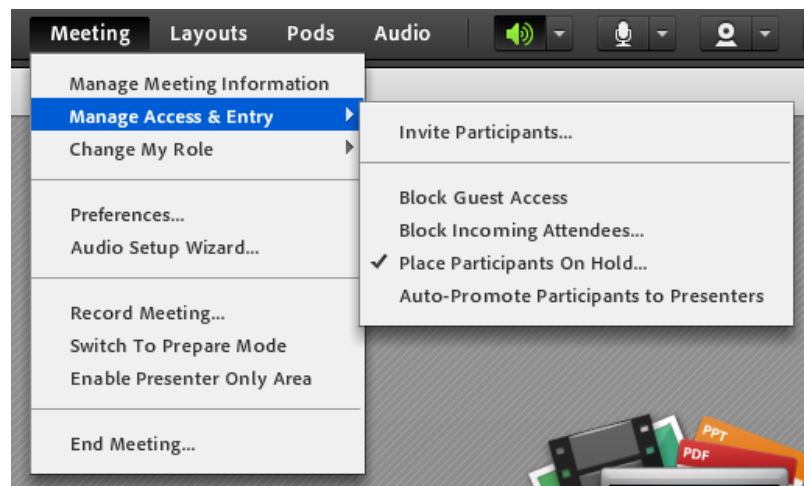 Meeting Layouts Pods Audio
Manage Meeting Information
Manage Access & Entry
Change My Role
Preferences...
Audio Setup Wizard...
Record Meeting...
Switch To Prepare Mode
Enable Presenter Only Area
End Meeting...
Invite Participants...
Block Guest Access
Block Incoming Attendees...
Place Participants On Hold...
Auto-Promote Participants to Presenters
PPT
PDF